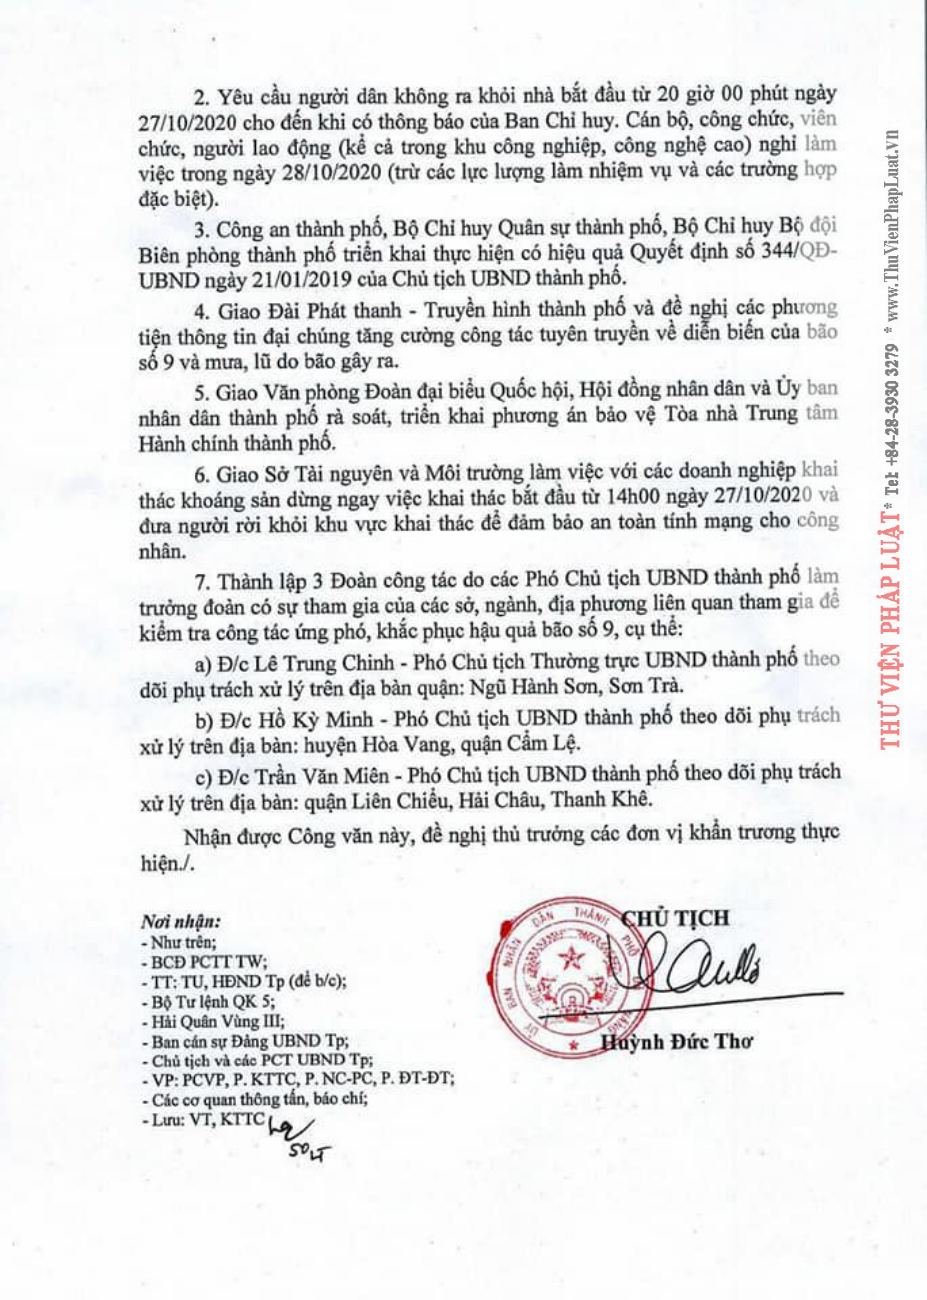 2. Yêu cầu người dân không ra khỏi nhà bắt đầu từ 20 giờ 00 phút ngày
27/10/2020 cho đến khi có thông báo của Ban Chỉ huy. Cán bộ, công chức, viên
chức, người lao động (kể cả trong khu công nghiệp, công nghệ cao) nghỉ làm
việc trong ngày 28/10/2020 (trừ các lực lượng làm nhiệm vụ và các trường hợp
đặc biệt).
3. Công an thành phố, Bộ Chỉ huy Quân sự thành phố, Bộ Chỉ huy Bộ đội
Biên phòng thành phố triển khai thực hiện có hiệu quả Quyết định số 344/QĐ-
UBND ngày 21/01/2019 của Chủ tịch UBND thành phố.
4. Giao Đài Phát thanh - Truyền hình thành phố và đề nghị các phương
tiện thông tin đại chúng tăng cường công tác tuyên truyền về diễn biến của bão
số 9 và mưa, lũ do bão gây ra.
5. Giao Văn phòng Đoàn đại biểu Quốc hội, Hội đồng nhân dân và Ủy ban
nhân dân thành phố rà soát, triển khai phương án bảo vệ Tòa nhà Trung tâm
Hành chính thành phố.
6. Giao Sở Tài nguyên và Môi trường làm việc với các doanh nghiệp khai
thác khoáng sản dừng ngay việc khai thác bắt đầu từ 14h00 ngày 27/10/2020 và
đưa người rời khỏi khu vực khai thác để đảm bảo an toàn tính mạng cho công
nhân.
7. Thành lập 3 Đoàn công tác do các Phó Chủ tịch UBND thành phố làm
trưởng đoàn có sự tham gia của các sở, ngành, địa phương liên quan tham gia để
kiểm tra công tác ứng phó, khắc phục hậu quả bão số 9, cụ thể:
a) Đ/c Lê Trung Chinh - Phó Chủ tịch Thường trực UBND thành phố theo
dõi phụ trách xử lý trên địa bàn quận: Ngũ Hành Sơn, Sơn Trà.
b) Đ/c Hồ Kỳ Minh - Phó Chủ tịch UBND thành phố theo dõi phụ trách
xử lý trên địa bàn: huyện Hòa Vang, quận Cẩm Lệ.
c) Đ/c Trần Văn Miên - Phó Chủ tịch UBND thành phố theo dõi phụ trách
xử lý trên địa bàn: quận Liên Chiểu, Hải Châu, Thanh Khê.
Nhận được Công văn này, đề nghị thủ trưởng các đơn vị khẩn trương thực
hiện./.
Nơi nhận:
- Như trên;
- BCĐ PCTT TW;
- TT: TU, HĐND Tp (để b/c);
- Bộ Tư lệnh QK 5;
- Hải Quân Vùng III;
- Ban cán sự Đảng UBND Tp;
- Chủ tịch và các PCT UBND Tp;
- VP: PCVP, P. KTTC, P. NC-PC, P. ĐT-ĐT;
- Các cơ quan thông tấn, báo chí;
- Lưu: VT, KTTC
CHỦ TỊCH
ỦY BAN NHÂN DÂN THÀNH PHỐ ĐÀ NẴNG
Huỳnh Đức Thơ
THƯ VIỆN PHÁP LUẬT * Tel: +84-28-3930 3279 * www.ThuVienPhapLuat.vn